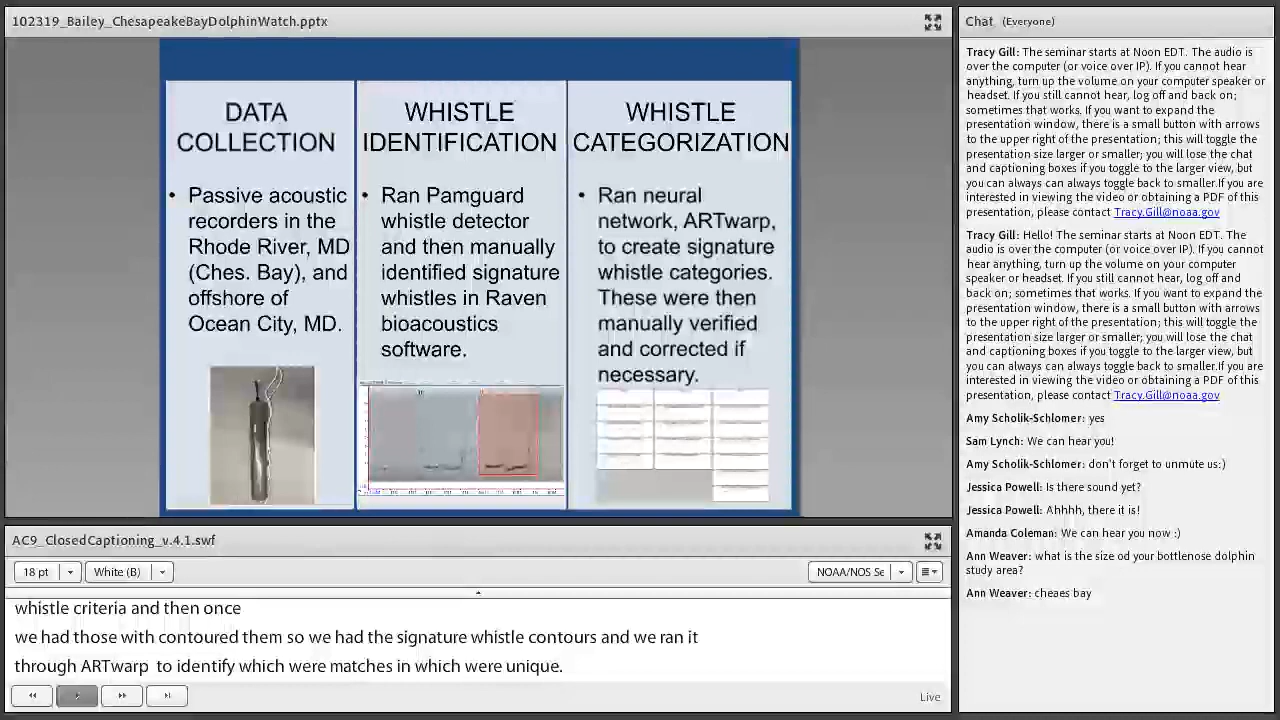 102319_Bailey_ChesapeakeBayDolphinWatch.pptx
DATA
COLLECTION
• Passive acoustic
recorders in the
Rhode River, MD
(Ches. Bay), and
offshore of
Ocean City, MD.
WHISTLE
IDENTIFICATION
• Ran Pamguard
whistle detector
and then manually
identified signature
whistles in Raven
bioacoustics
software.
WHISTLE
CATEGORIZATION
• Ran neural
network, ARTwarp,
to create signature
whistle categories.
These were then
manually verified
and corrected if
necessary.
AC9_ClosedCaptioning_v.4.1.swf
18 pt
White (B)
NOAA/NOS Se
whistle criteria and then once
we had those with contoured them so we had the signature whistle contours and we ran it
through ARTwarp  to identify which were matches in which were unique.
Live
Chat (Everyone)
Tracy Gill: The seminar starts at Noon EDT. The audio is
over the computer (or voice over IP). If you cannot hear
anything, turn up the volume on your computer speaker or
headset. If you still cannot hear, log off and back on;
sometimes that works. If you want to expand the
presentation window, there is a small button with arrows
to the upper right of the presentation; this will toggle the
presentation size larger or smaller; you will lose the chat
and captioning boxes if you toggle to the larger view, but
you can always can always toggle back to smaller.If you are
interested in viewing the video or obtaining a PDF of this
presentation, please contact Tracy.Gill@noaa.gov
Tracy Gill: Hello! The seminar starts at Noon EDT. The
audio is over the computer (or voice over IP). If you cannot
hear anything, turn up the volume on your computer
speaker or headset. If you still cannot hear, log off and
back on; sometimes that works. If you want to expand the
presentation window, there is a small button with arrows
to the upper right of the presentation; this will toggle the
presentation size larger or smaller; you will lose the chat
and captioning boxes if you toggle to the larger view, but
you can always can always toggle back to smaller.If you are
interested in viewing the video or obtaining a PDF of this
presentation, please contact Tracy.Gill@noaa.gov
Amy Scholik-Schlomer: yes
Sam Lynch: We can hear you!
Amy Scholik-Schlomer: don't forget to unmute us:)
Jessica Powell: Is there sound yet?
Jessica Powell: Ahhhh, there it is!
Amanda Coleman: We can hear you now :)
Ann Weaver: what is the size od your bottlenose dolphin
study area?
Ann Weaver: cheaes bay